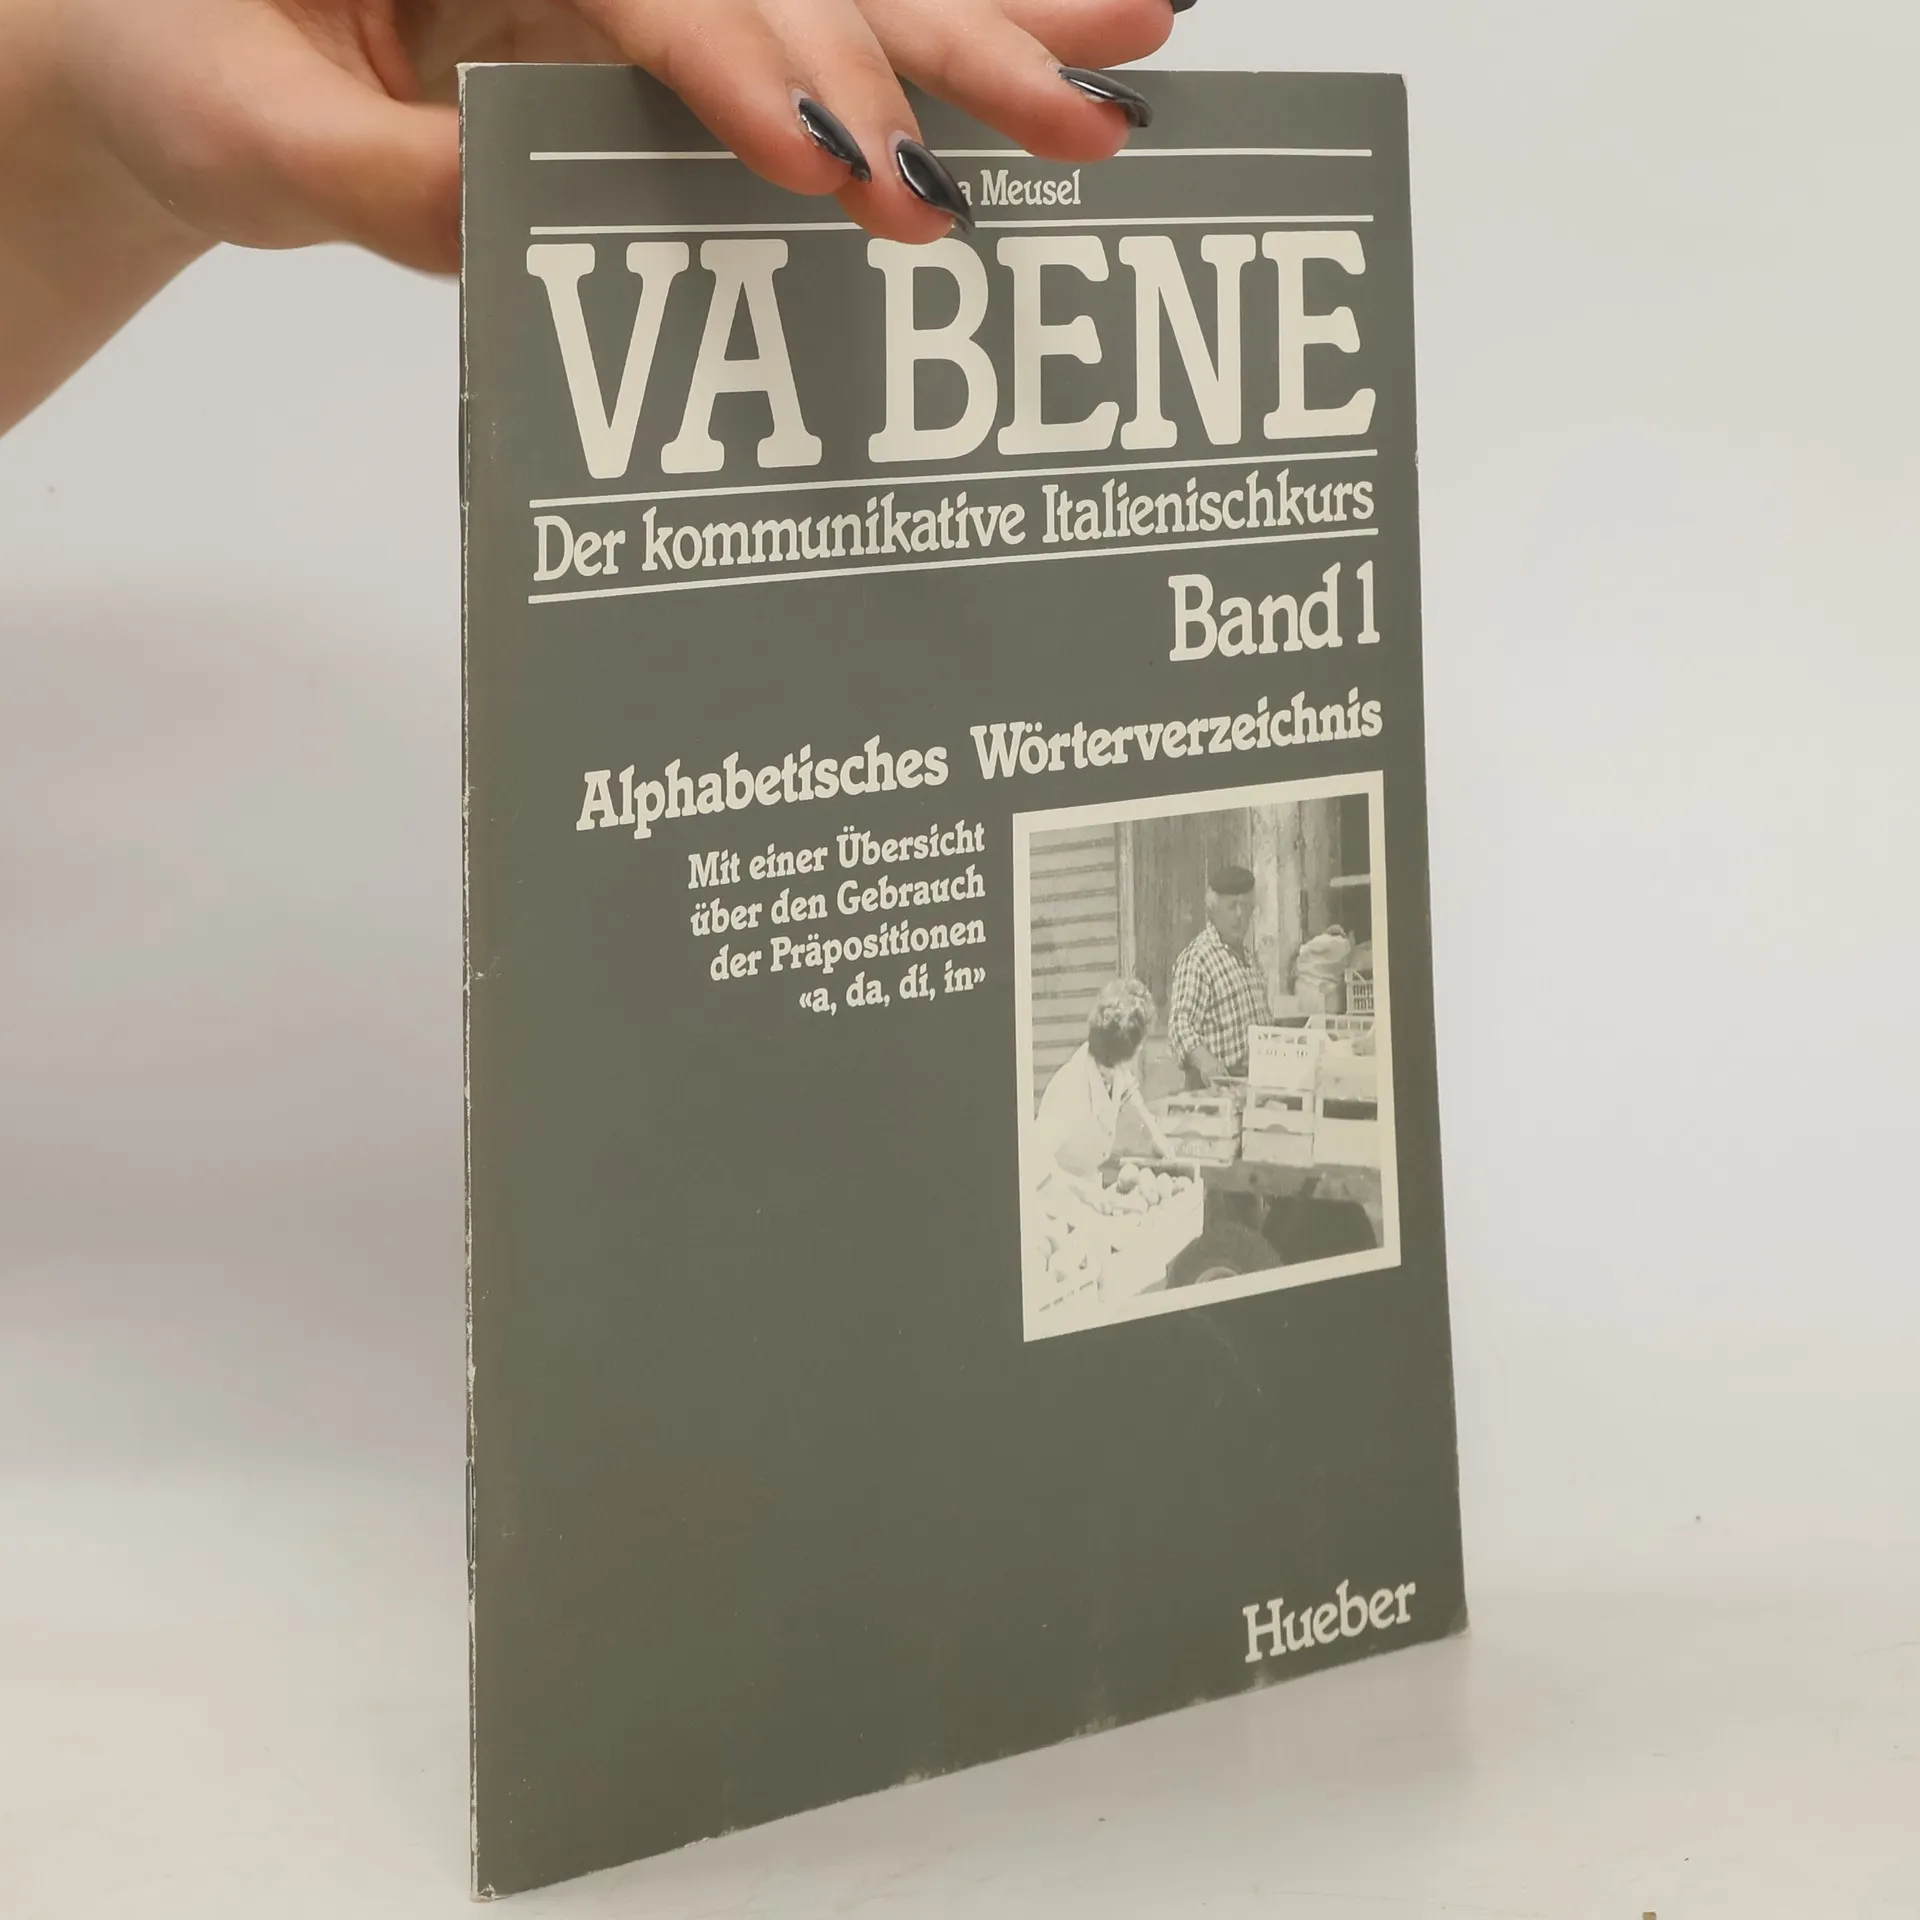 Meusel
VA BENE
Der kommunikative Italienischkurs
Band 1
Alphabetisches Wörterverzeichnis
Mit einer Übersicht
über den Gebrauch
der Präpositionen
«a, da, di, in»
Hueber